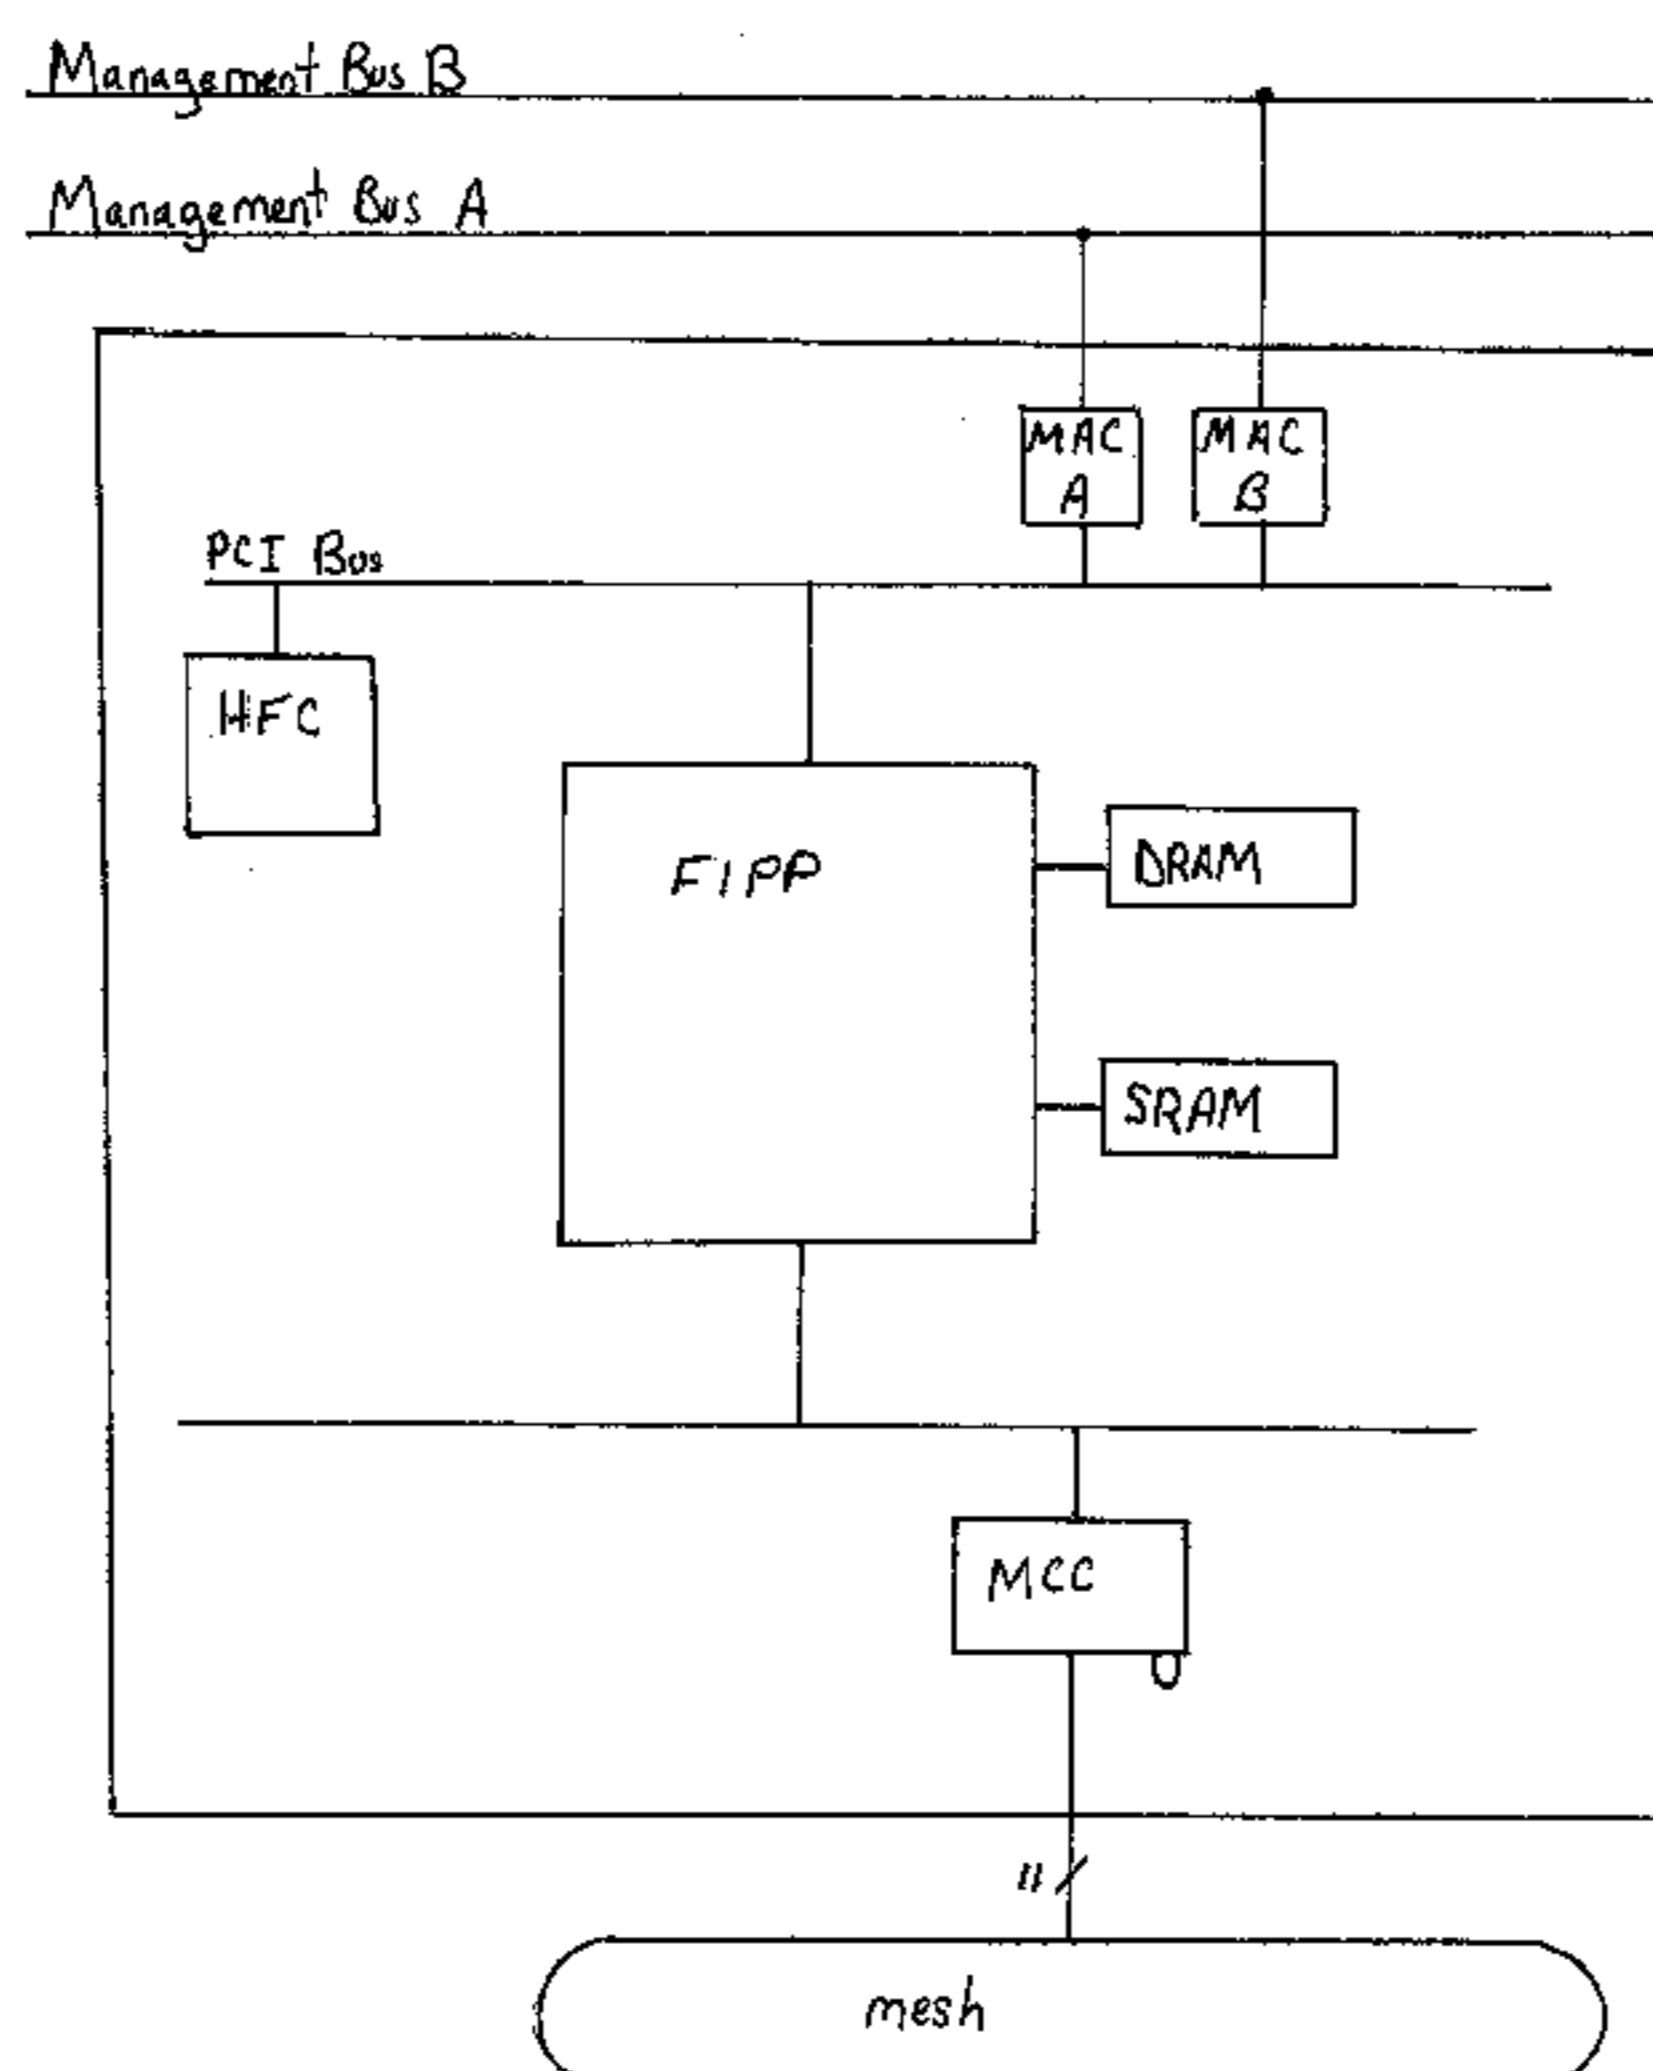 Management Bus B
Management Bus A
MAC
A
MAC
B
PCI Bus
HFC
FIPP
DRAM
SRAM
MCC
11
mesh